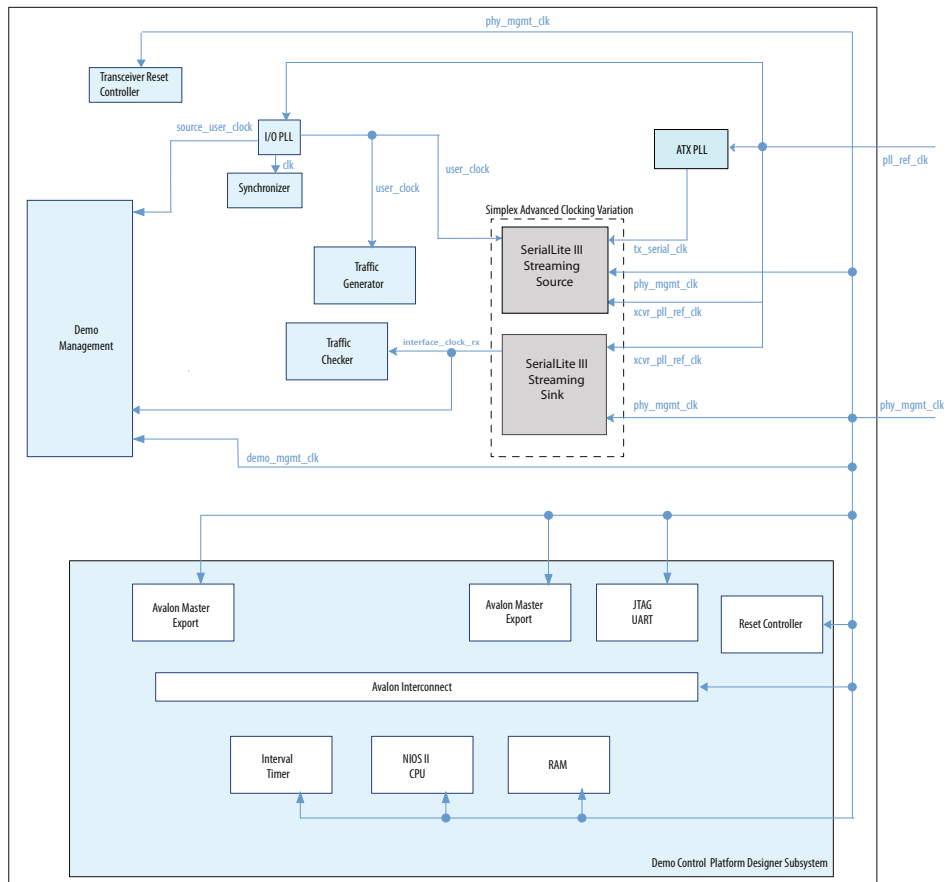 phy_mgmt_clk
Transceiver Reset
Controller
source_user_clock
I/O PLL
clk
Synchronizer
user_clock
user_clock
ATX PLL
pll_ref_clk
Simplex Advanced Clocking Variation
SerialLite III
Streaming
Source
tx_serial_clk
phy_mgmt_clk
xcvr_pll_ref_clk
Traffic
Generator
Demo
Management
Traffic
Checker
interface_clock_rx
SerialLite III
Streaming
Sink
xcvr_pll_ref_clk
phy_mgmt_clk
phy_mgmt_clk
demo_mgmt_clk
Avalon Master
Export
Avalon Master
Export
JTAG
UART
Reset Controller
Avalon Interconnect
Interval
Timer
NIOS II
CPU
RAM
Demo Control Platform Designer Subsystem